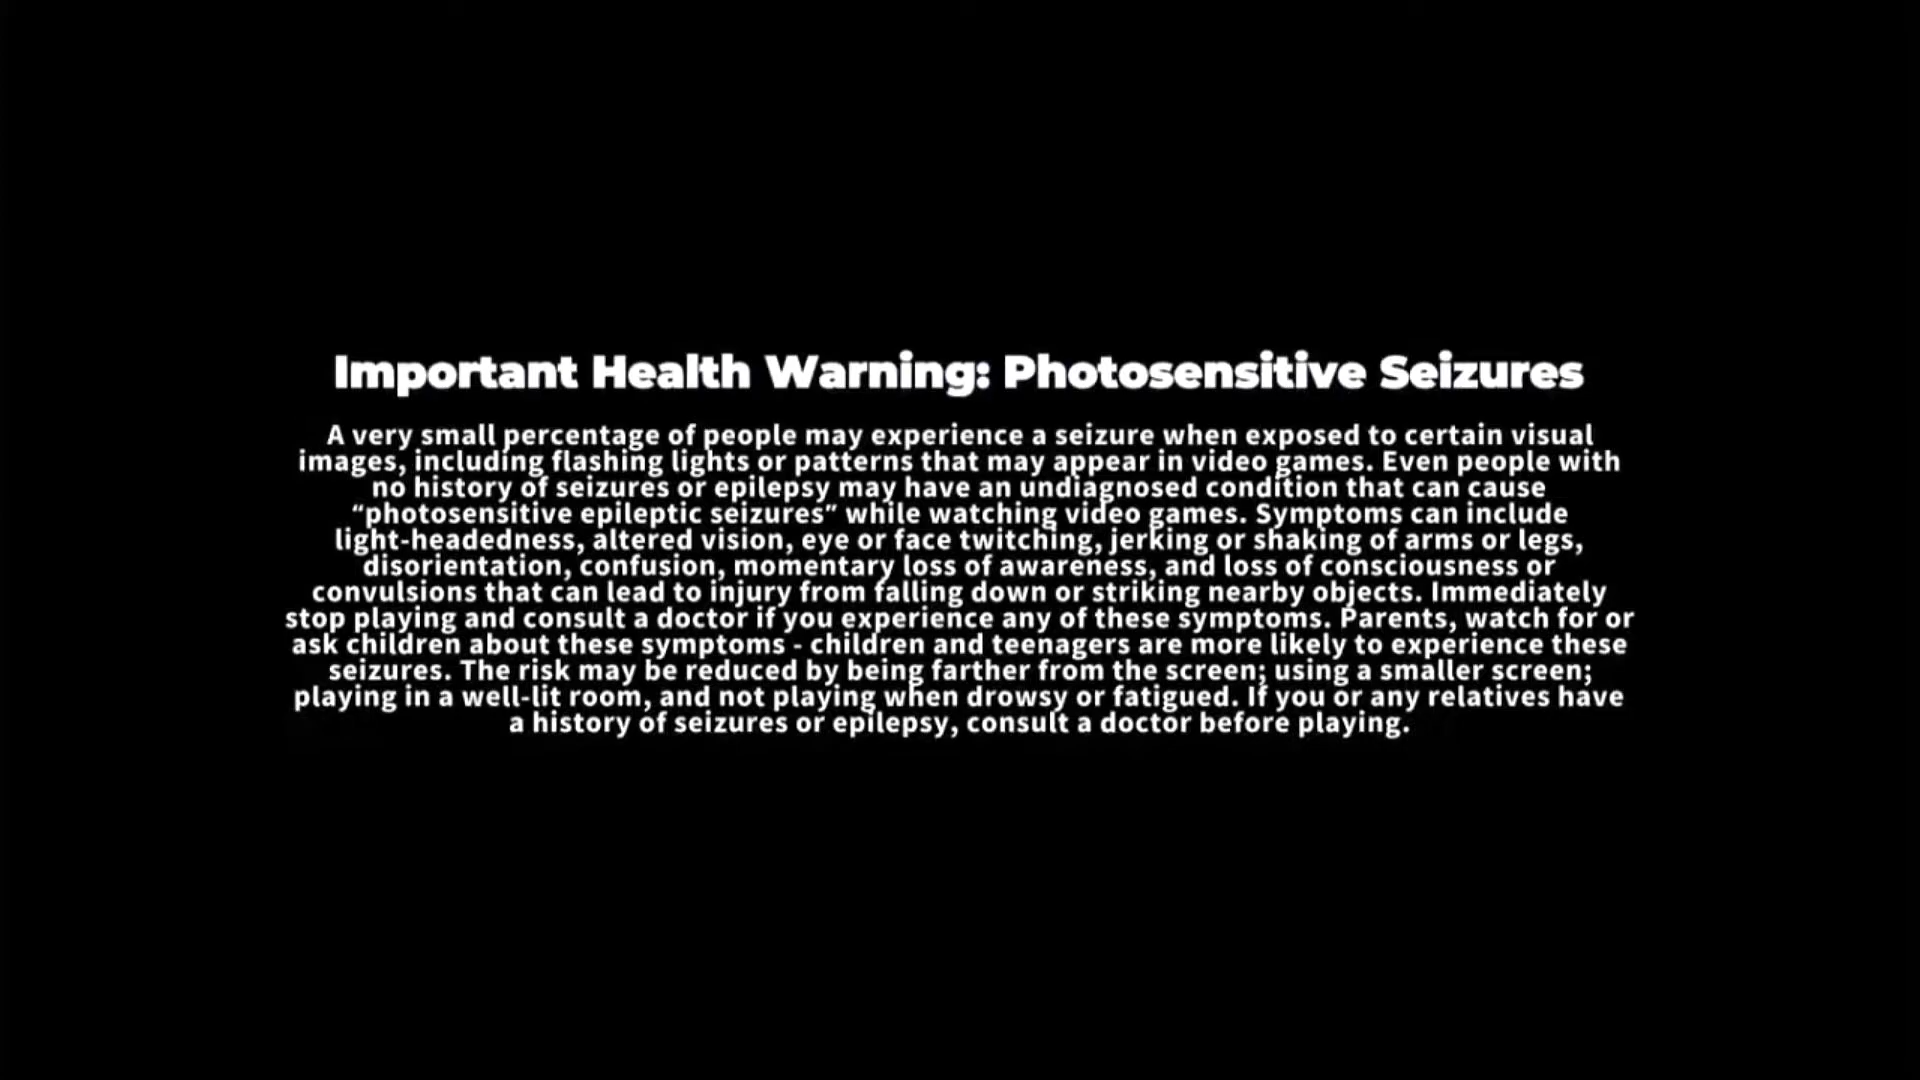 Important Health Warning: Photosensitive Seizures
A very small percentage of people may experience a seizure when exposed to certain visual
images, including flashing lights or patterns that may appear in video games. Even people with
no history of seizures or epilepsy may have an undiagnosed condition that can cause
“photosensitive epileptic seizures” while watching video games. Symptoms can include
light-headedness, altered vision, eye or face twitching, jerking or shaking of arms or legs,
disorientation, confusion, momentary loss of awareness, and loss of consciousness or
convulsions that can lead to injury from falling down or striking nearby objects. Immediately
stop playing and consult a doctor if you experience any of these symptoms. Parents, watch for or
ask children about these symptoms - children and teenagers are more likely to experience these
seizures. The risk may be reduced by being farther from the screen; using a smaller screen;
playing in a well-lit room, and not playing when drowsy or fatigued. If you or any relatives have
a history of seizures or epilepsy, consult a doctor before playing.